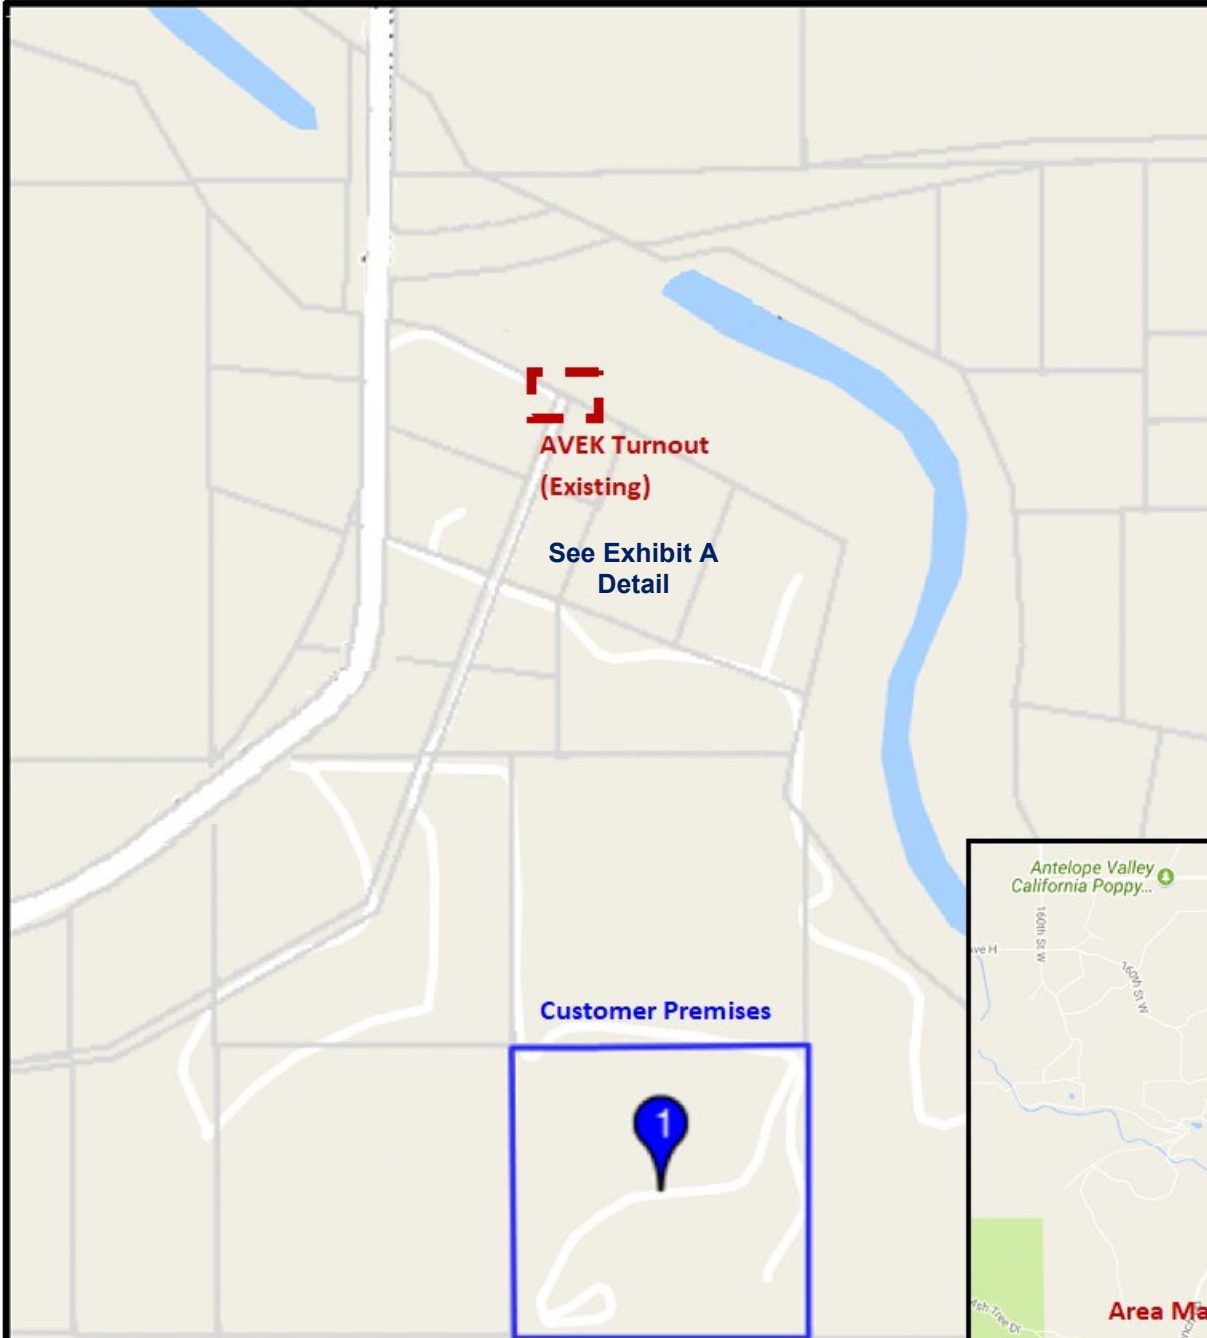 AVEK Turnout
(Existing)
See Exhibit A
Detail
Antelope Valley
California Poppy...
160th St W
ve H
160th St W
Customer Premises
1
Area Ma